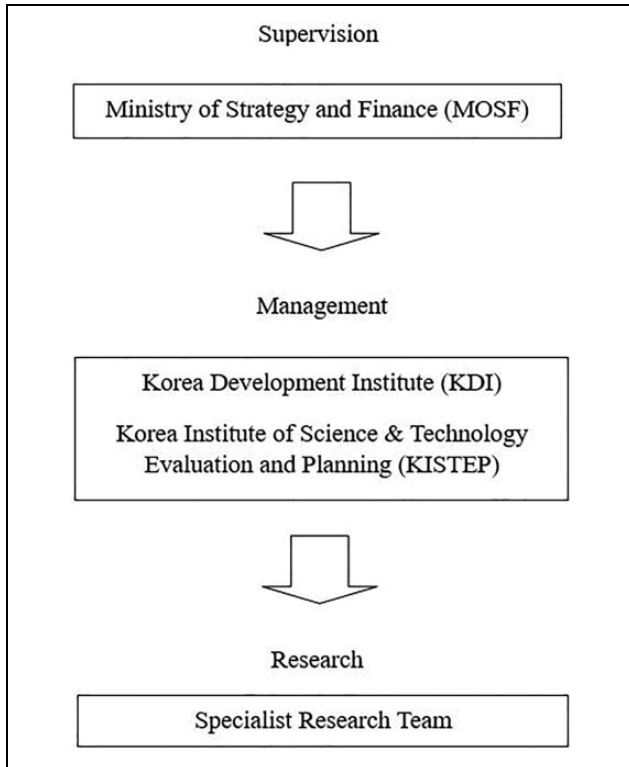 Supervision
Ministry of Strategy and Finance (MOSF)
Management
Korea Development Institute (KDI)
Korea Institute of Science & Technology
Evaluation and Planning (KISTEP)
Research
Specialist Research Team